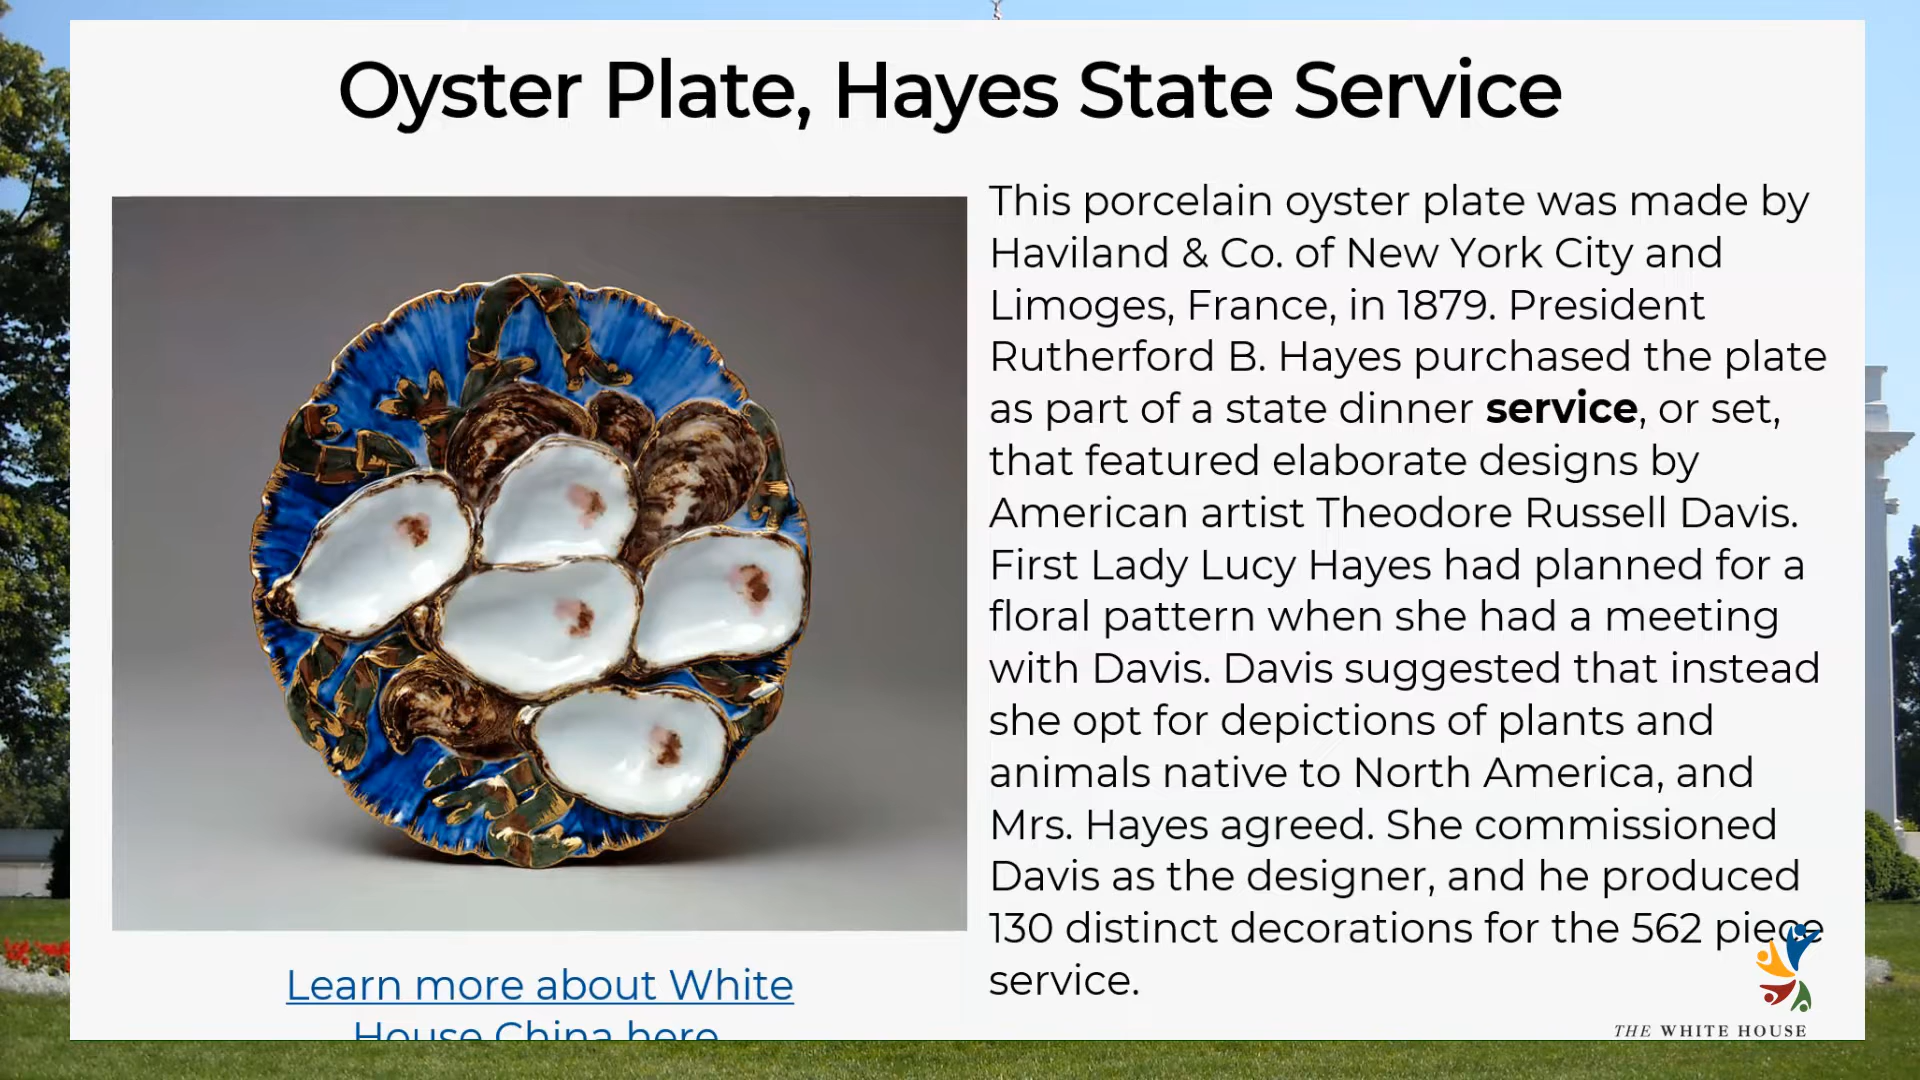 Oyster Plate, Hayes State Service
This porcelain oyster plate was made by
Haviland & Co. of New York City and
Limoges, France, in 1879. President
Rutherford B. Hayes purchased the plate
as part of a state dinner service, or set,
that featured elaborate designs by
American artist Theodore Russell Davis.
First Lady Lucy Hayes had planned for a
floral pattern when she had a meeting
with Davis. Davis suggested that instead
she opt for depictions of plants and
animals native to North America, and
Mrs. Hayes agreed. She commissioned
Davis as the designer, and he produced
130 distinct decorations for the 562 piece
service.
Learn more about White
House China here
THE WHITE HOUSE